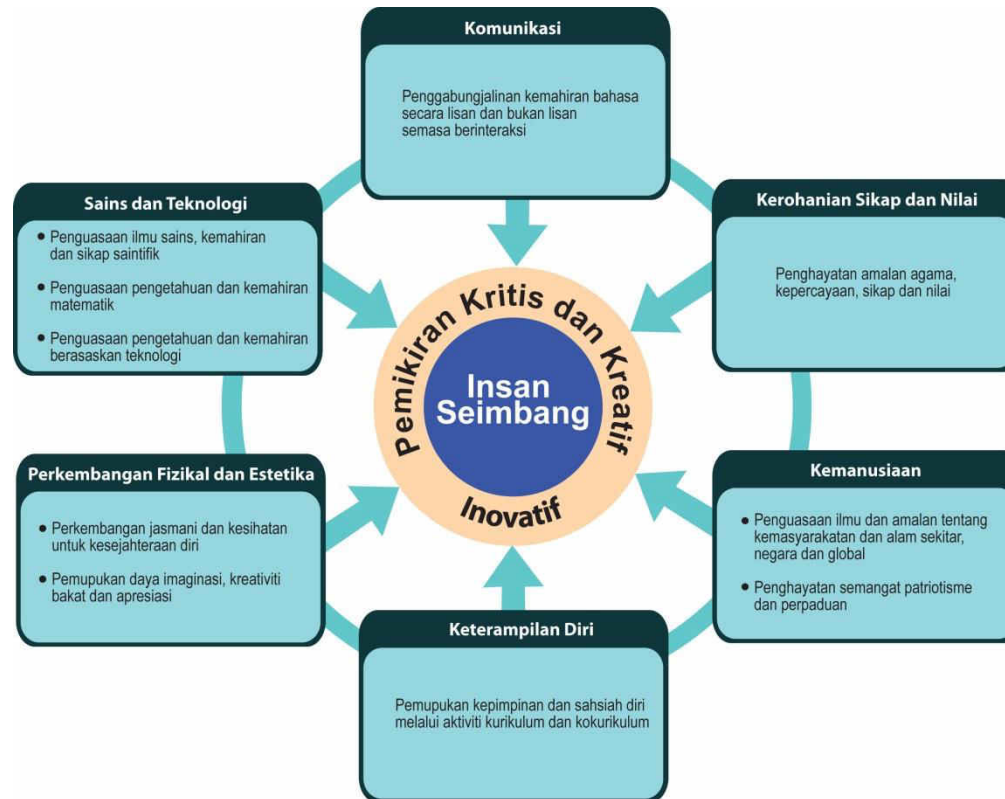 Komunikasi
Penggabungjalinan kemahiran bahasa
secara lisan dan bukan lisan
semasa berinteraksi
Sains dan Teknologi
● Penguasaan ilmu sains, kemahiran
dan sikap saintifik
● Penguasaan pengetahuan dan kemahiran
matematik
● Penguasaan pengetahuan dan kemahiran
berasaskan teknologi
Kerohanian Sikap dan Nilai
Penghayatan amalan agama,
kepercayaan, sikap dan nilai
Pemikiran Kritis dan Kreatif
Insan
Seimbang
Inovatif
Perkembangan Fizikal dan Estetika
● Perkembangan jasmani dan kesihatan
untuk kesejahteraan diri
● Pemupukan daya imaginasi, kreativiti
bakat dan apresiasi
Kemanusiaan
● Penguasaan ilmu dan amalan tentang
kemasyarakatan dan alam sekitar,
negara dan global
● Penghayatan semangat patriotisme
dan perpaduan
Keterampilan Diri
Pemupukan kepimpinan dan sahsiah diri
melalui aktiviti kurikulum dan kokurikulum